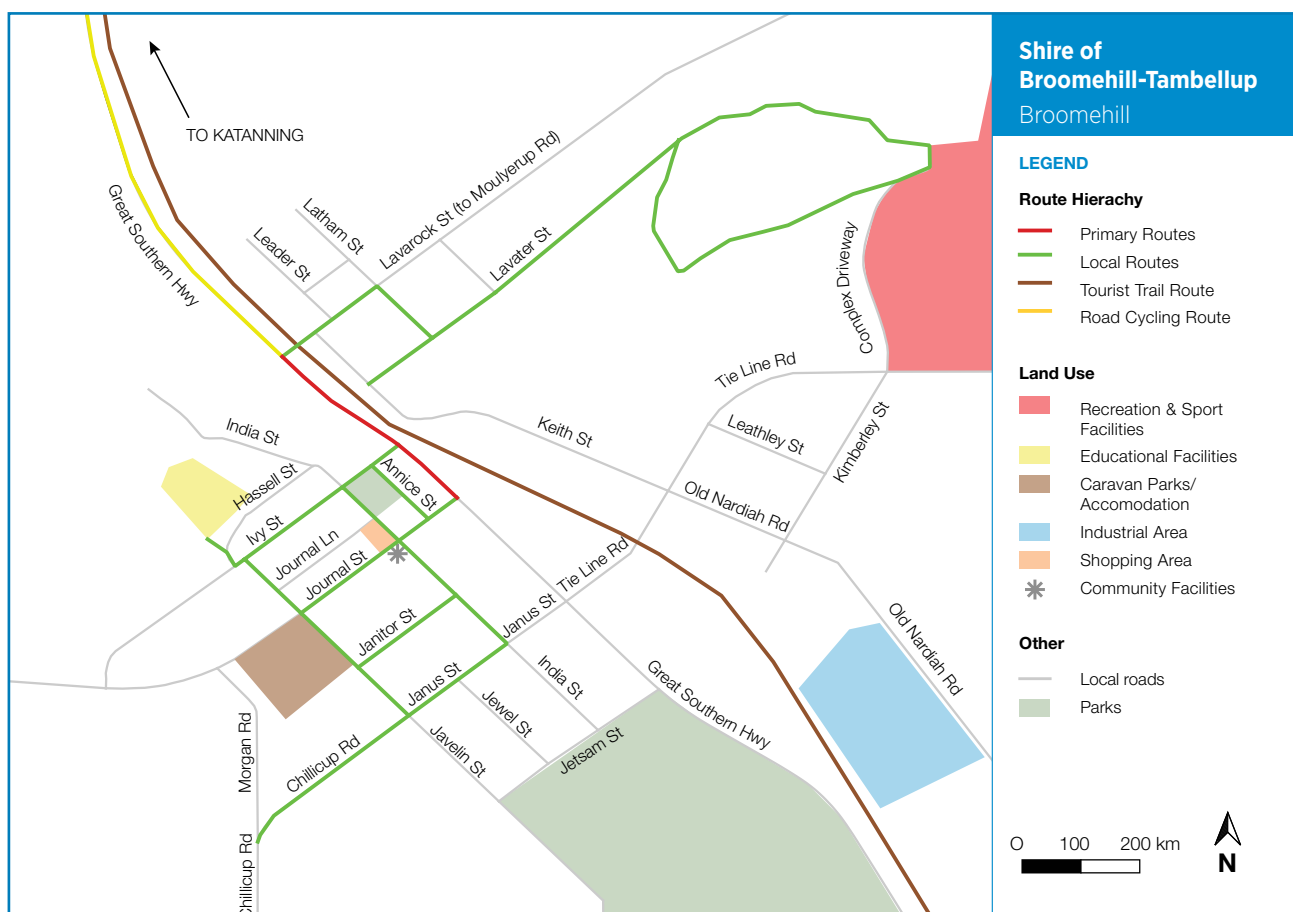 Shire of
Broomehill-Tambellup
Broomehill
LEGEND
Route Hierachy
Primary Routes
Local Routes
Tourist Trail Route
Road Cycling Route
Land Use
Recreation & Sport
Facilities
Educational Facilities
Caravan Parks/
Accomodation
Industrial Area
Shopping Area
Community Facilities
Other
Local roads
Parks
O 100 200 km
N
TO KATANNING
Great Southern Hwy
Latham St
Leader St
Lavarock St (to Moulyerup Rd)
Lavater St
Complex Driveway
Tie Line Rd
Leathley St
Kimberley St
Keith St
Old Nardiah Rd
India St
Hassell St
Annice St
Ivy St
Journal Ln
Journal St
Tie Line Rd
Janus St
Janitor St
Old Nardiah Rd
India St
Great Southern Hwy
Janus St
Jewel St
Jetsam St
Javelin St
Morgan Rd
Chillicup Rd
Chillicup Rd